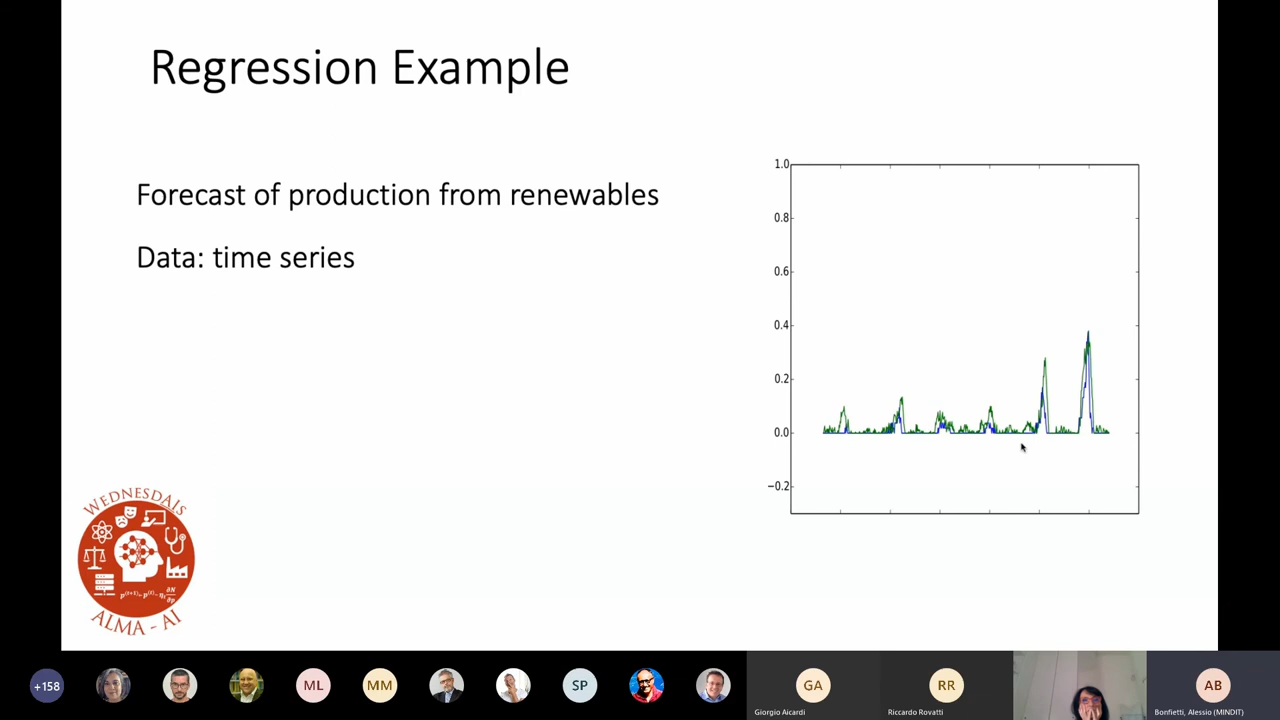 Regression Example
Forecast of production from renewables
Data: time series
1.0
0.8
0.6
0.4
0.2
0.0
−0.2
WEDNESDAIS
ALMA - AI
+158
ML
MM
SP
GA
Giorgio Aicardi
RR
Riccardo Rovatti
AB
Bonfietti, Alessio (MINDIT)